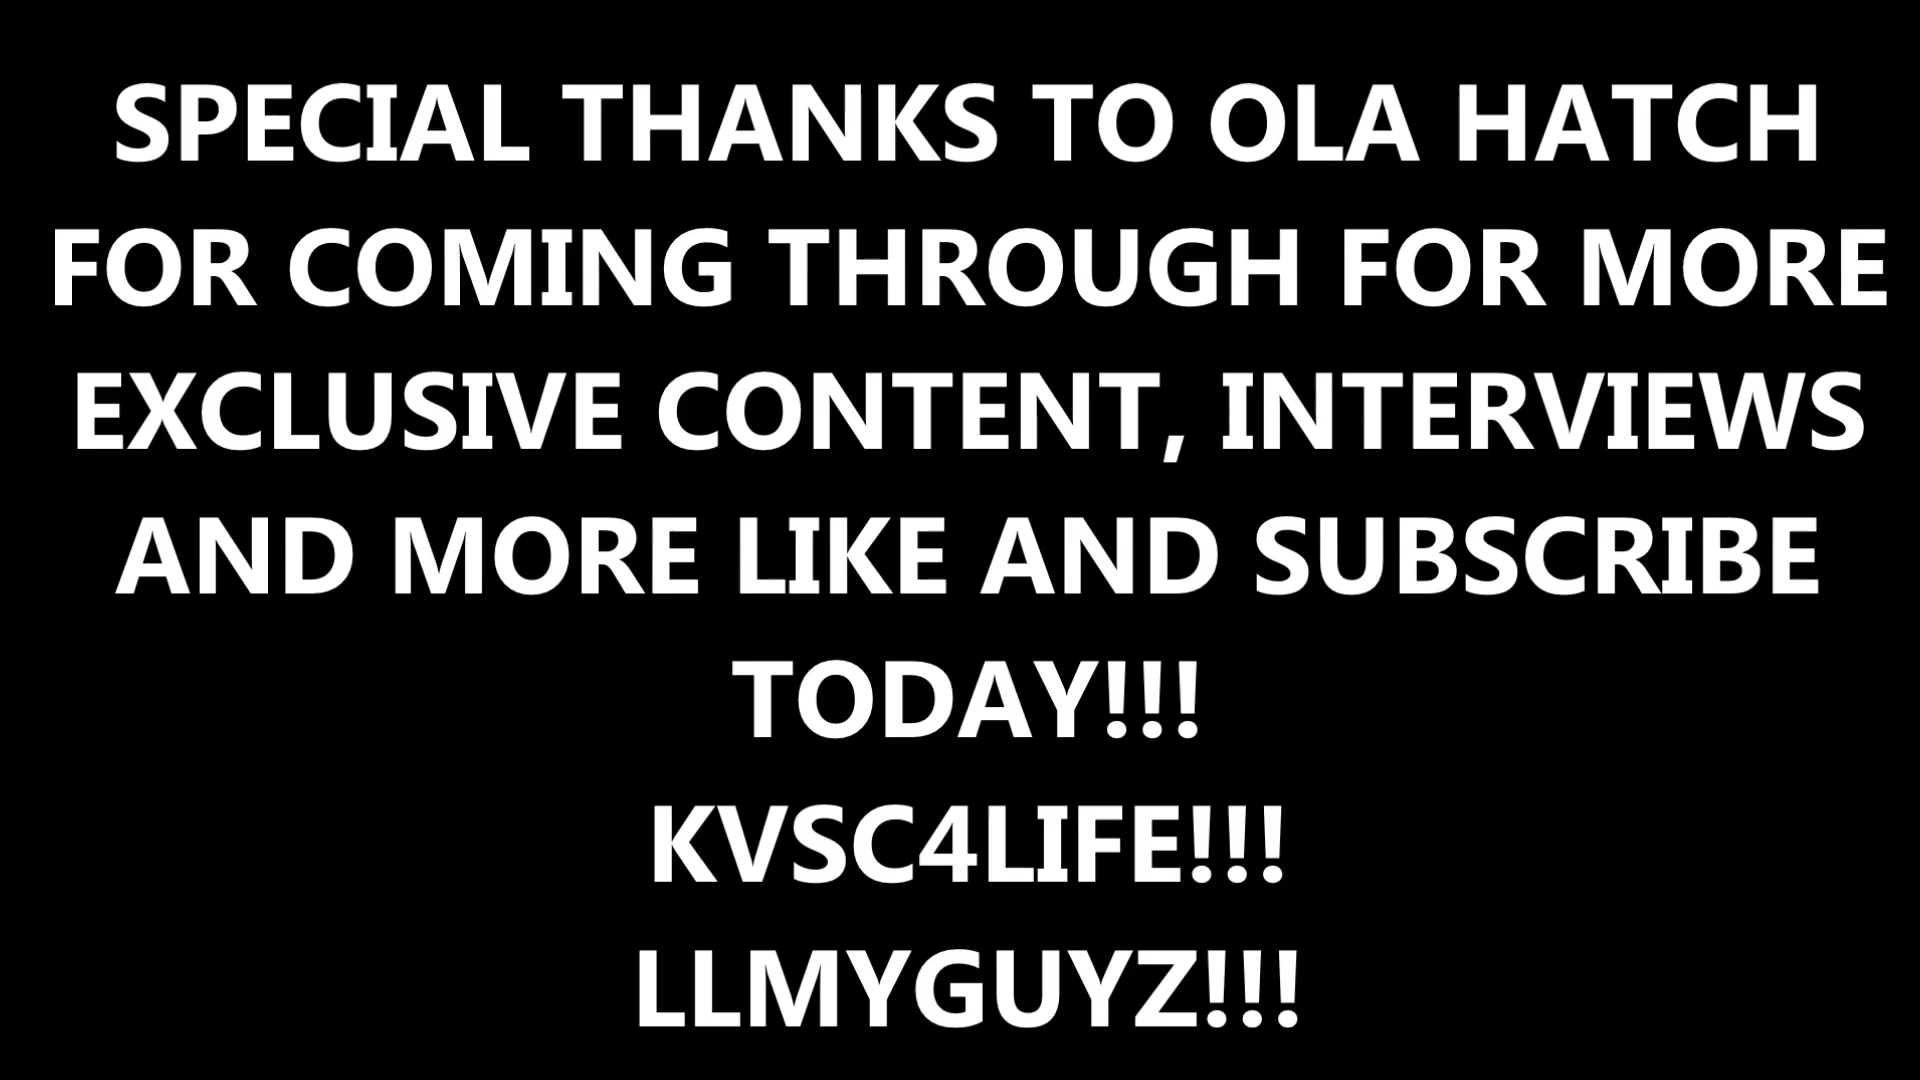 SPECIAL THANKS TO OLA HATCH
FOR COMING THROUGH FOR MORE
EXCLUSIVE CONTENT, INTERVIEWS
AND MORE LIKE AND SUBSCRIBE
TODAY!!!
KVSC4LIFE!!!
LLMYGUYZ!!!